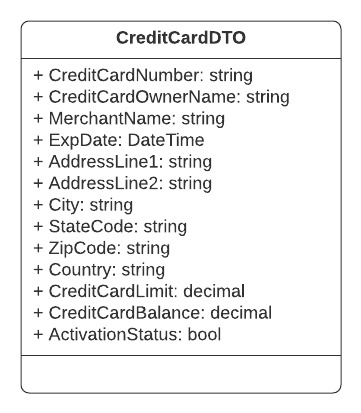 CreditCardDTO
+ CreditCardNumber: string
+ CreditCardOwnerName: string
+ MerchantName: string
+ ExpDate: DateTime
+ AddressLine1: string
+ AddressLine2: string
+ City: string
+ StateCode: string
+ ZipCode: string
+ Country: string
+ CreditCardLimit: decimal
+ CreditCardBalance: decimal
+ ActivationStatus: bool